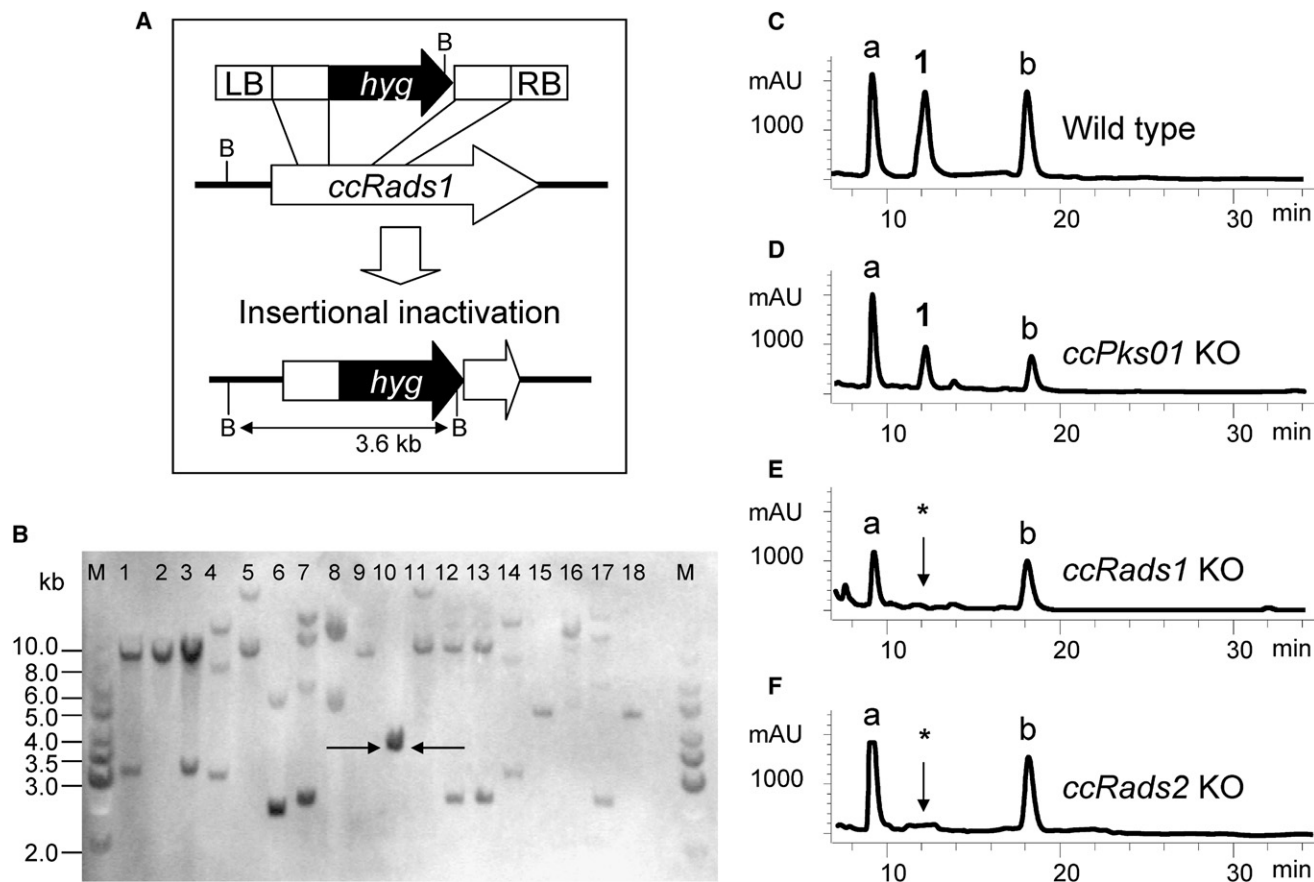 A
B
LB hyg RB
B
ccRads1
Insertional inactivation
hyg
B B
3.6 kb
B
kb M 1 2 3 4 5 6 7 8 9 10 11 12 13 14 15 16 17 18 M
10.0
8.0
6.0
5.0
4.0
3.5
3.0
2.0
C
mAU
1000
a 1 b
Wild type
10 20 30 min
D
mAU
1000
a 1 b
ccPks01 KO
10 20 30 min
E
mAU
1000
a * b
ccRads1 KO
10 20 30 min
F
mAU
1000
a * b
ccRads2 KO
10 20 30 min